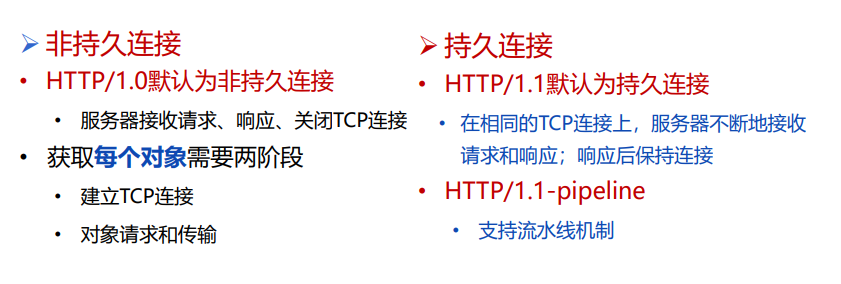 非持久连接
HTTP/1.0默认为非持久连接
服务器接收请求、响应、关闭TCP连接
获取每个对象需要两阶段
建立TCP连接
对象请求和传输
持久连接
HTTP/1.1默认为持久连接
在相同的TCP连接上，服务器不断地接收
请求和响应；响应后保持连接
HTTP/1.1-pipeline
支持流水线机制